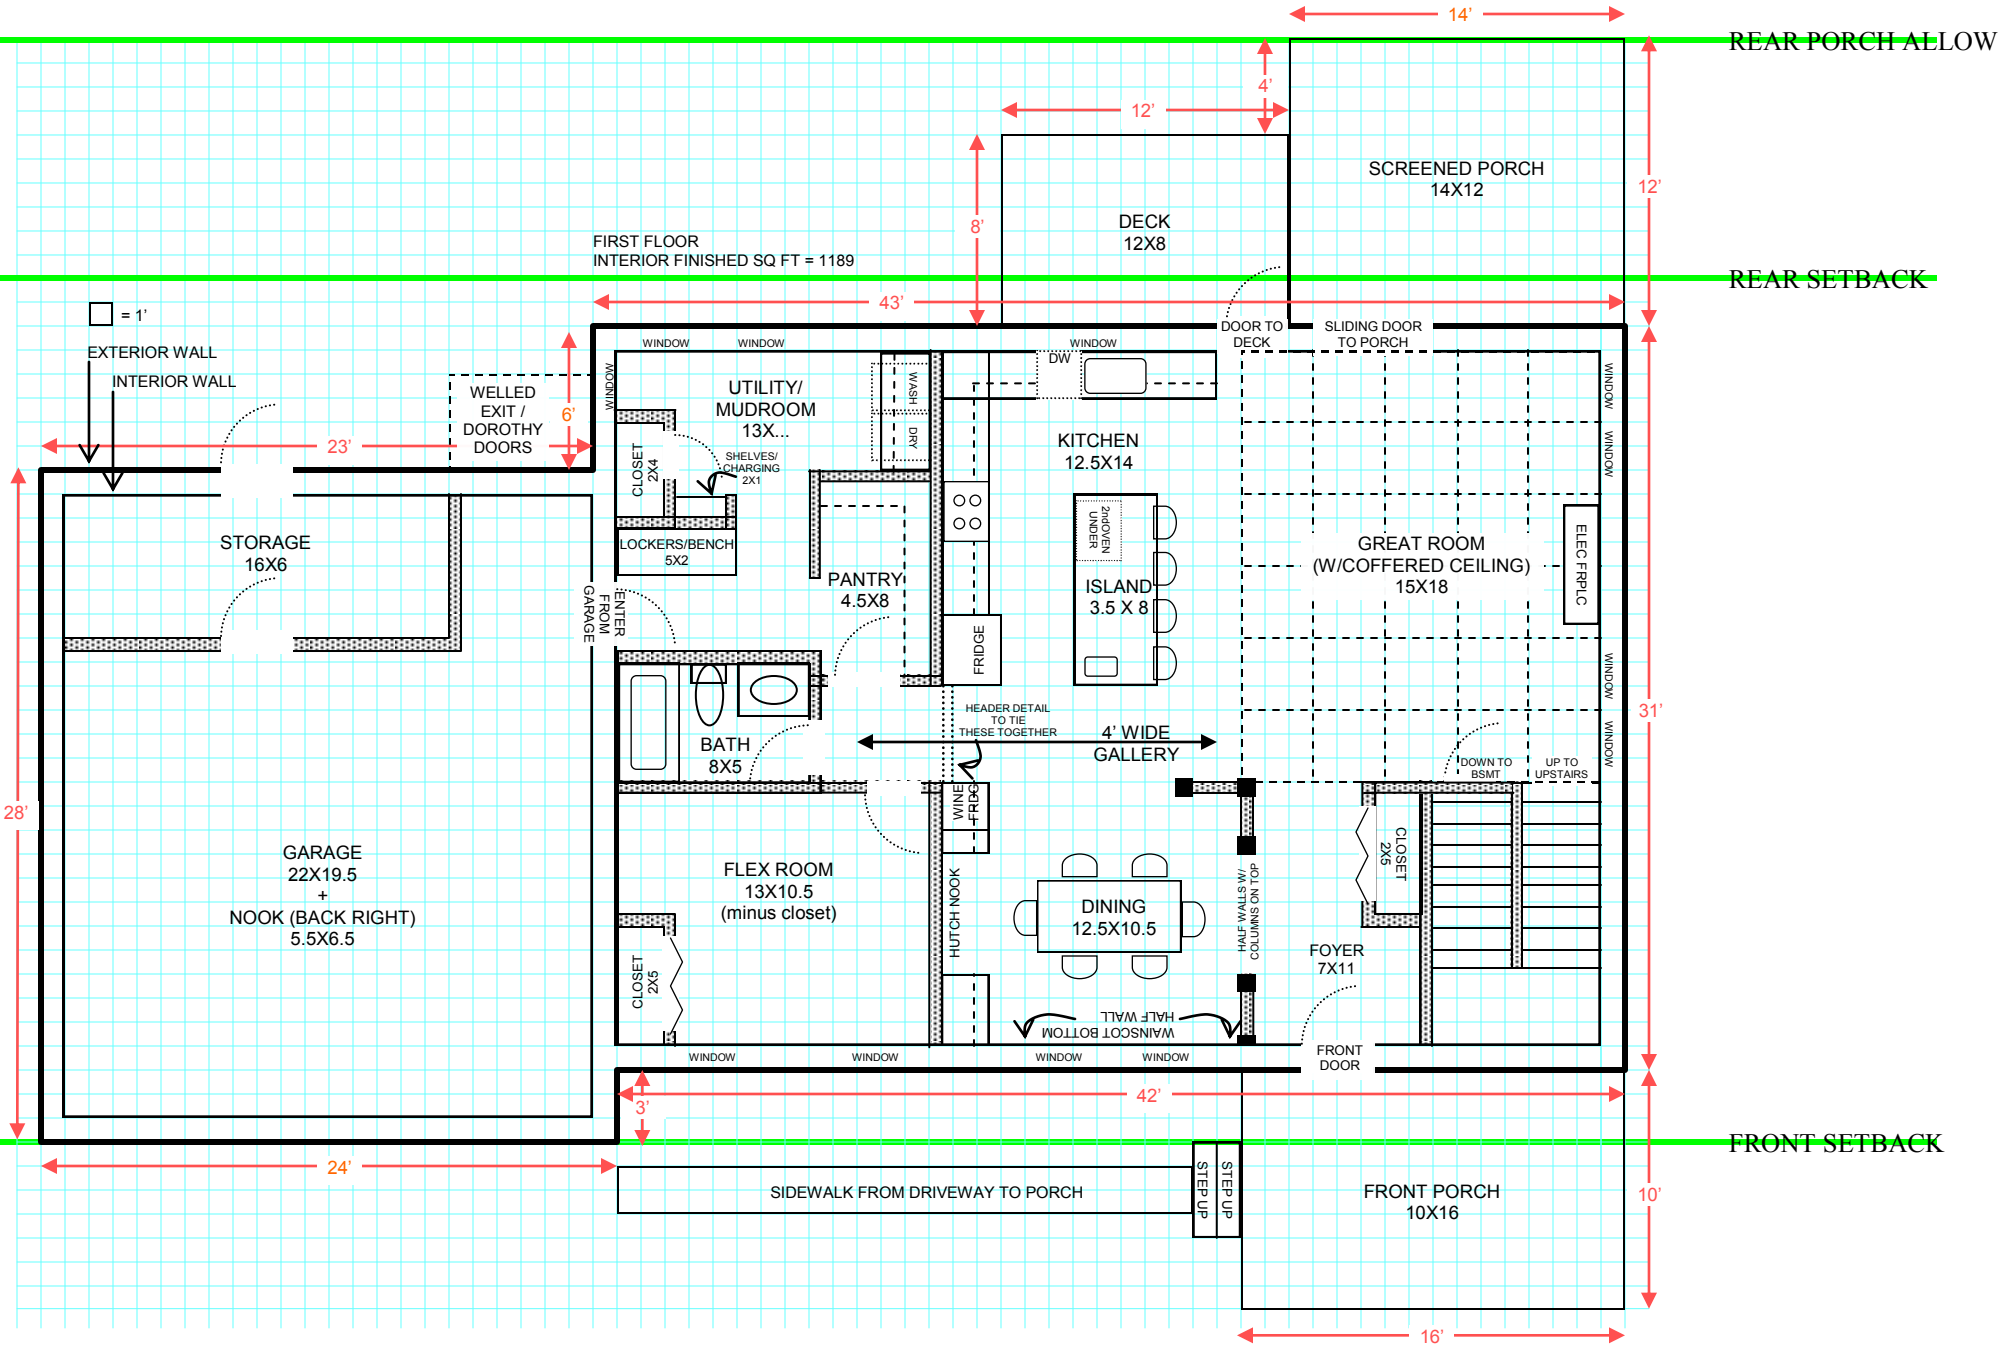 14'
REAR PORCH ALLOW
4'
12'
SCREENED PORCH
14X12
12'
DECK
12X8
8'
FIRST FLOOR
INTERIOR FINISHED SQ FT = 1189
REAR SETBACK
43'
= 1'
EXTERIOR WALL
INTERIOR WALL
WELLED
EXIT /
DOROTHY
DOORS
6'
23'
WINDOW
WINDOW
WINDOW
WINDOW
DOOR TO
DECK
SLIDING DOOR
TO PORCH
DW
UTILITY/
MUDROOM
13X...
WASH
DRY
CLOSET
2X4
SHELVES/
CHARGING
2X1
KITCHEN
12.5X14
WINDOW
WINDOW
STORAGE
16X6
LOCKERS/BENCH
5X2
2ndOVEN
UNDER
GREAT ROOM
(W/COFFERED CEILING)
15X18
ELEC FRPLC
PANTRY
4.5X8
ISLAND
3.5 X 8
ENTER
FROM
GARAGE
FRIDGE
WINDOW
WINDOW
31'
HEADER DETAIL
TO TIE
THESE TOGETHER
4' WIDE
GALLERY
BATH
8X5
DOWN TO
BSMT
UP TO
UPSTAIRS
28'
WINE
FRDG
GARAGE
22X19.5
+
NOOK (BACK RIGHT)
5.5X6.5
FLEX ROOM
13X10.5
(minus closet)
HUTCH NOOK
DINING
12.5X10.5
HALF WALLS W/
COLUMNS ON TOP
CLOSET
2X5
FOYER
7X11
CLOSET
2X5
WAINSCOT BOTTOM
HALF WALL
WINDOW
WINDOW
WINDOW
WINDOW
FRONT
DOOR
3'
42'
FRONT SETBACK
24'
SIDEWALK FROM DRIVEWAY TO PORCH
STEP UP
STEP UP
FRONT PORCH
10X16
10'
16'